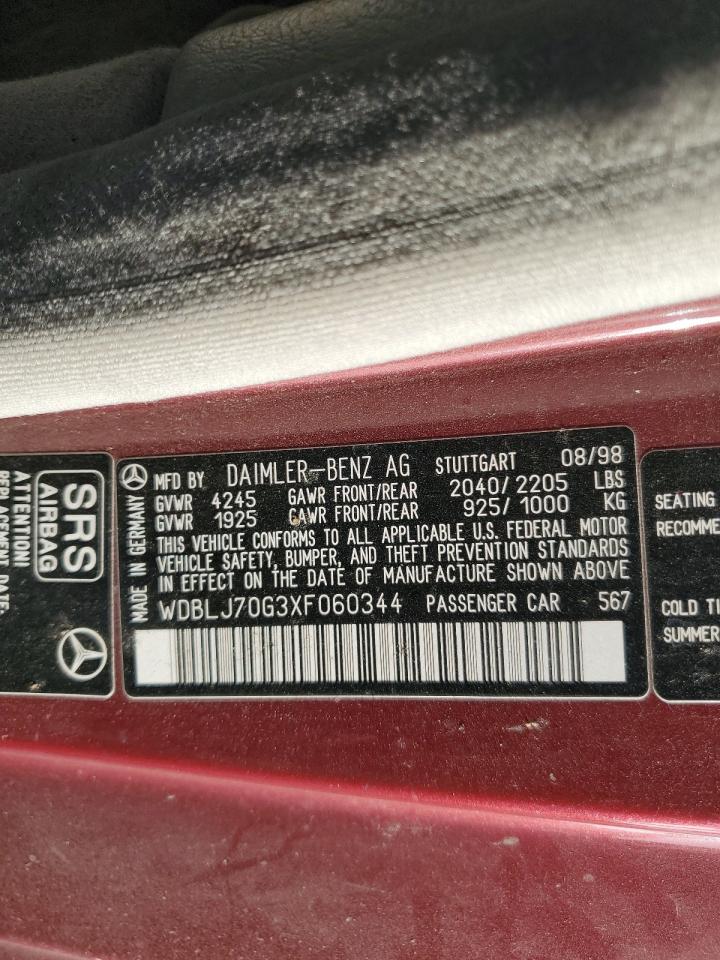 SRS
AIRBAG
ATTENTION
REPLACEMENT DATE:
MADE IN GERMANY
MFD BY DAIMLER-BENZ AG STUTTGART 08/98
GVWR 4245 GAWR FRONT/REAR 2040/2205 LBS
GVWR 1925 GAWR FRONT/REAR 925/1000 KG
THIS VEHICLE CONFORMS TO ALL APPLICABLE U.S. FEDERAL MOTOR
VEHICLE SAFETY, BUMPER, AND THEFT PREVENTION STANDARDS
IN EFFECT ON THE DATE OF MANUFACTURE SHOWN ABOVE
WDBLJ70G3XF060344 PASSENGER CAR 567
SEATING
RECOMME
COLD TI
SUMMER